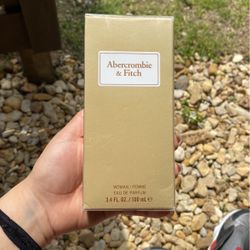 Abercrombie
& Fitch
WOMAN / FEMME
EAU DE PARFUM
3.4 FL. OZ. / 100 mL e